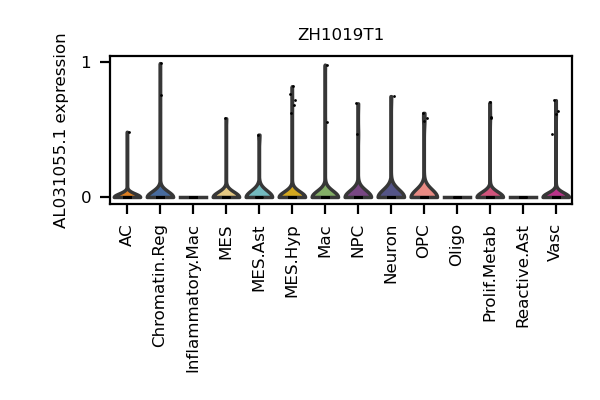 ZH1019T1
AL031055.1 expression
1
0
AC
Chromatin.Reg
Inflammatory.Mac
MES
MES.Ast
MES.Hyp
Mac
NPC
Neuron
OPC
Oligo
Prolif.Metab
Reactive.Ast
Vasc